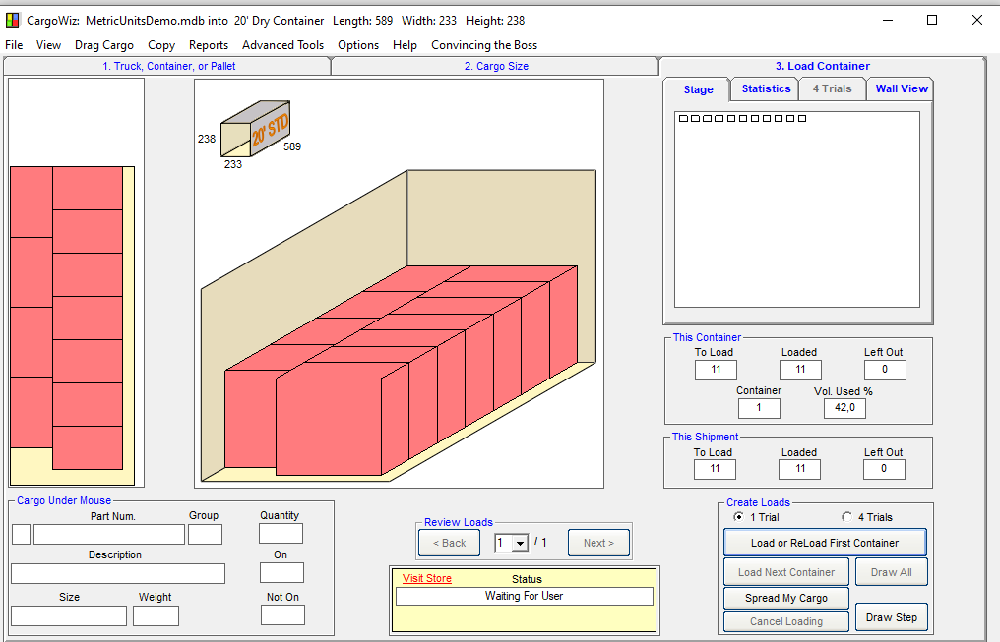 CargoWiz:  MetricUnitsDemo.mdb into  20' Dry Container   Length: 589   Width: 233   Height: 238
File   View   Drag Cargo   Copy   Reports   Advanced Tools   Options   Help   Convincing the Boss
1. Truck, Container, or Pallet   2. Cargo Size   3. Load Container
Stage   Statistics   4 Trials   Wall View
20' STD
238
589
233
This Container
To Load   Loaded   Left Out
11   11   0
Container   Vol. Used %
1   42,0
This Shipment
To Load   Loaded   Left Out
11   11   0
Cargo Under Mouse
Part Num.   Group   Quantity
Description   On
Size   Weight   Not On
Review Loads
< Back   1   / 1   Next >
Visit Store   Status
Waiting For User
Create Loads
1 Trial   4 Trials
Load or ReLoad First Container
Load Next Container   Draw All
Spread My Cargo
Cancel Loading   Draw Step